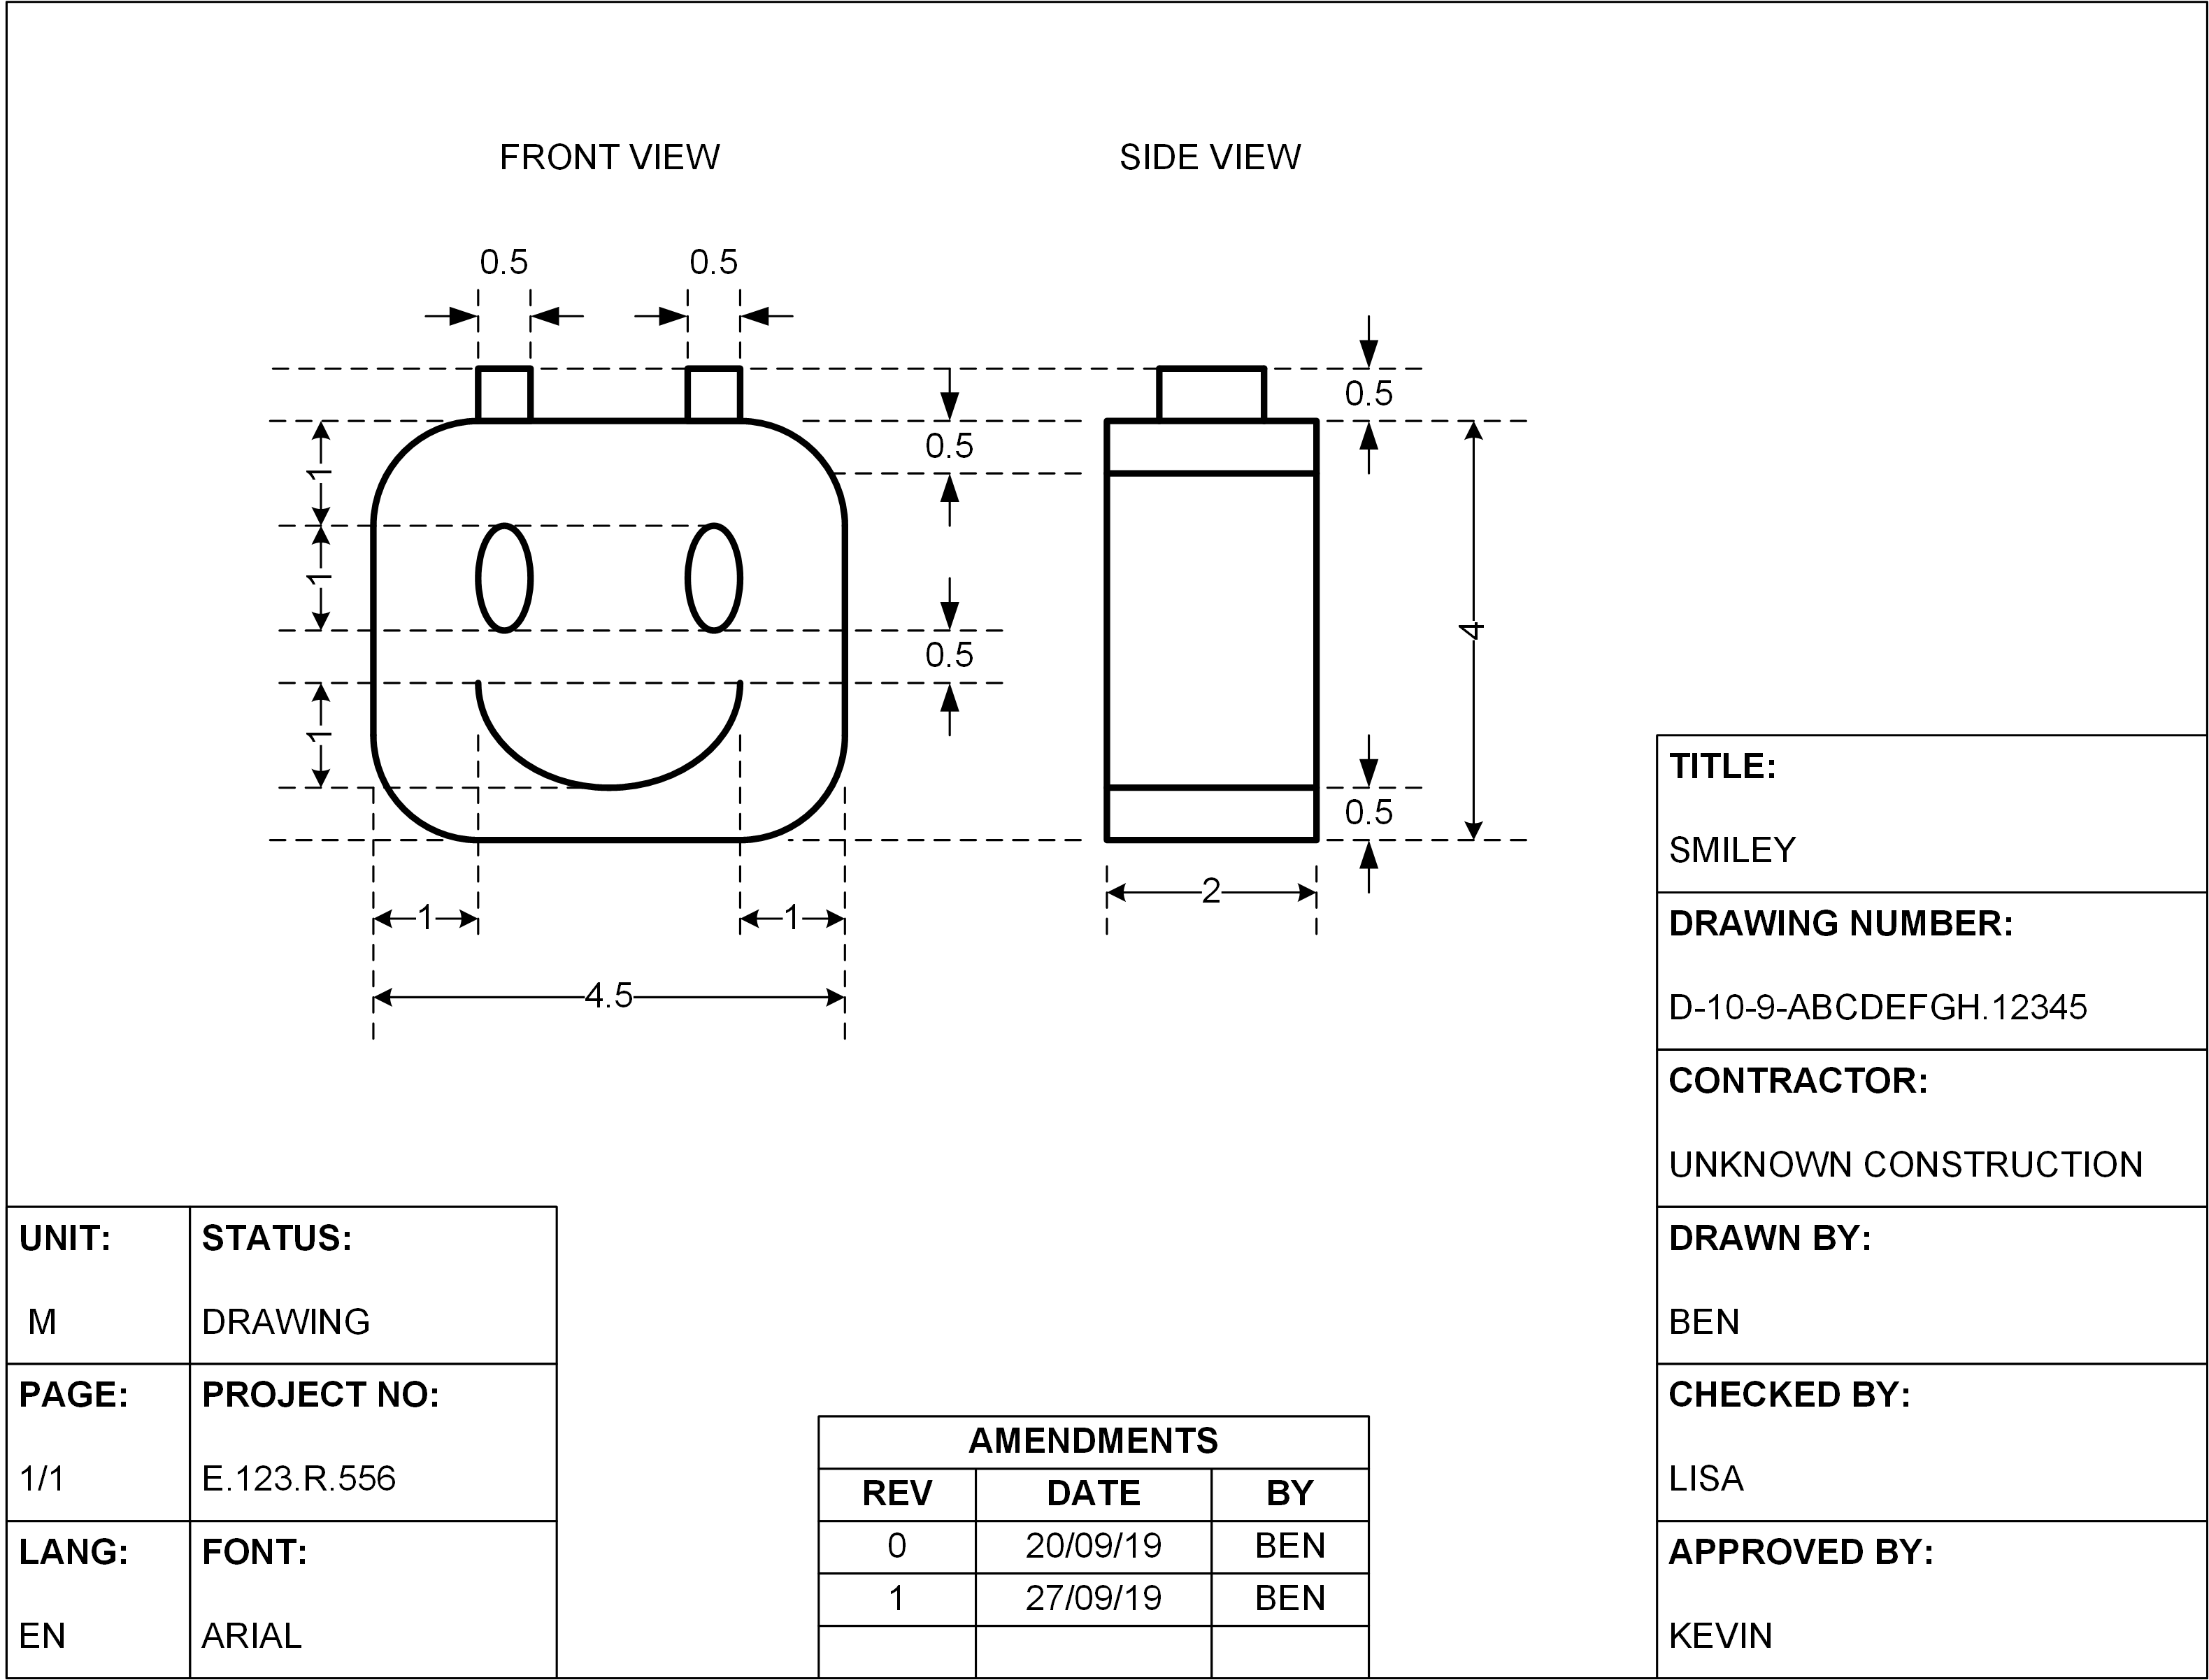 FRONT VIEW
SIDE VIEW
0.5
0.5
0.5
0.5
1
1
4
0.5
1
0.5
2
1
1
4.5
TITLE:
SMILEY
DRAWING NUMBER:
D-10-9-ABCDEFGH.12345
CONTRACTOR:
UNKNOWN CONSTRUCTION
DRAWN BY:
BEN
CHECKED BY:
LISA
APPROVED BY:
KEVIN
UNIT:
M
STATUS:
DRAWING
PAGE:
1/1
PROJECT NO:
E.123.R.556
LANG:
EN
FONT:
ARIAL
AMENDMENTS
REV DATE BY
0 20/09/19 BEN
1 27/09/19 BEN